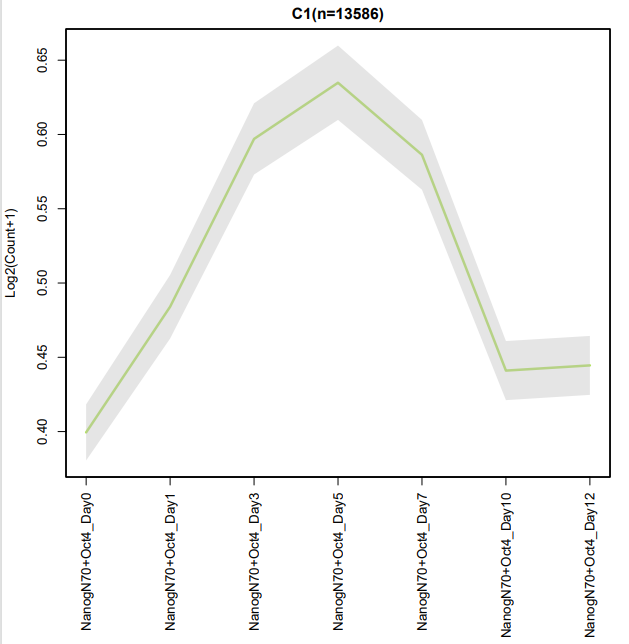 C1(n=13586)
Log2(Count+1)
0.65
0.60
0.55
0.50
0.45
0.40
NanogN70+Oct4_Day0
NanogN70+Oct4_Day1
NanogN70+Oct4_Day3
NanogN70+Oct4_Day5
NanogN70+Oct4_Day7
NanogN70+Oct4_Day10
NanogN70+Oct4_Day12